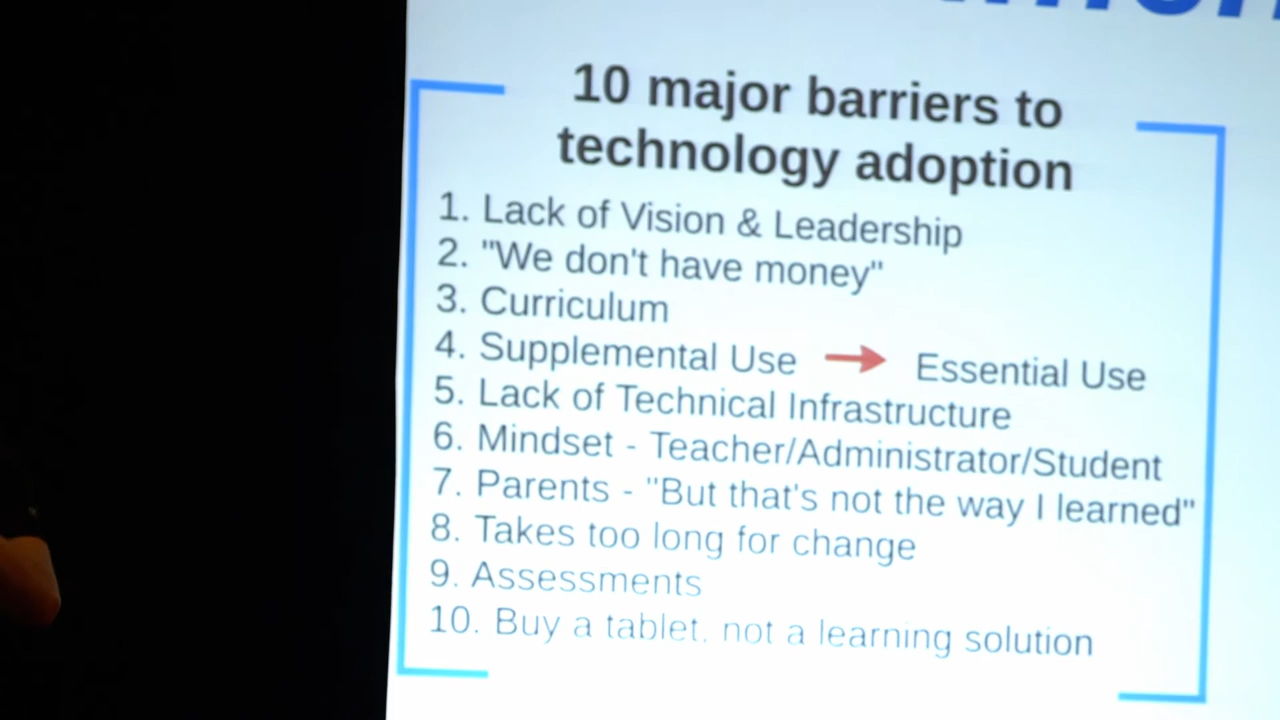 10 major barriers to
technology adoption
1. Lack of Vision & Leadership
2. "We don't have money"
3. Curriculum
4. Supplemental Use → Essential Use
5. Lack of Technical Infrastructure
6. Mindset - Teacher/Administrator/Student
7. Parents - "But that's not the way I learned"
8. Takes too long for change
9. Assessments
10. Buy a tablet. not a learning solution